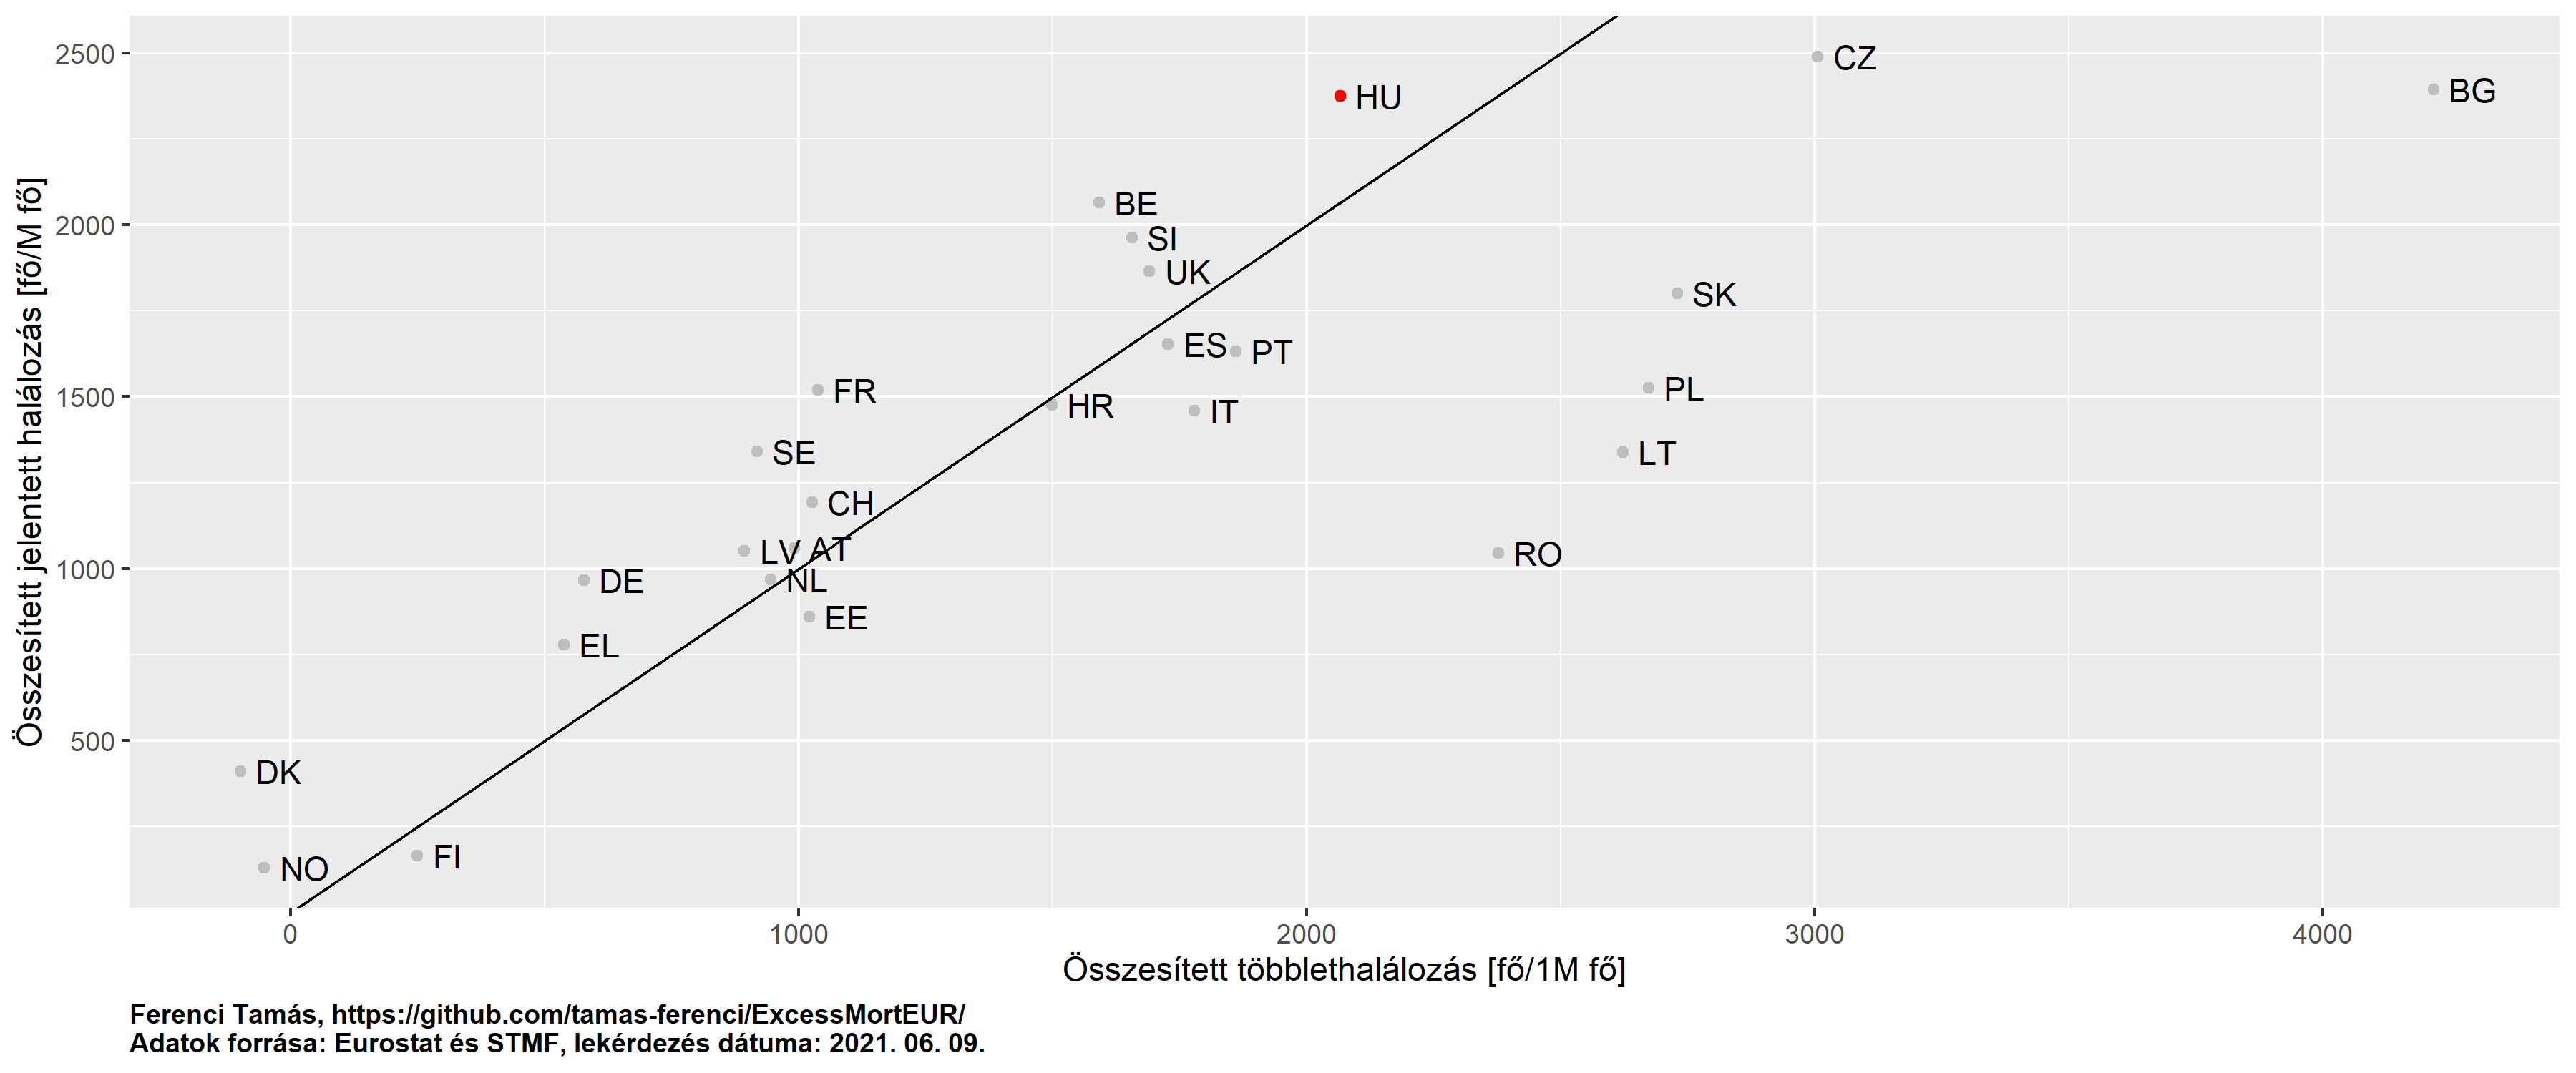 Összesített jelentett halálozás [fő/M fő]
2500
2000
1500
1000
500
CZ
BG
HU
BE
SI
UK
SK
ES
PT
FR
PL
HR
IT
SE
LT
CH
LV
AT
RO
DE
NL
EE
EL
DK
FI
NO
0
1000
2000
3000
4000
Összesített többlethalálozás [fő/1M fő]
Ferenci Tamás, https://github.com/tamas-ferenci/ExcessMortEUR/
Adatok forrása: Eurostat és STMF, lekérdezés dátuma: 2021. 06. 09.